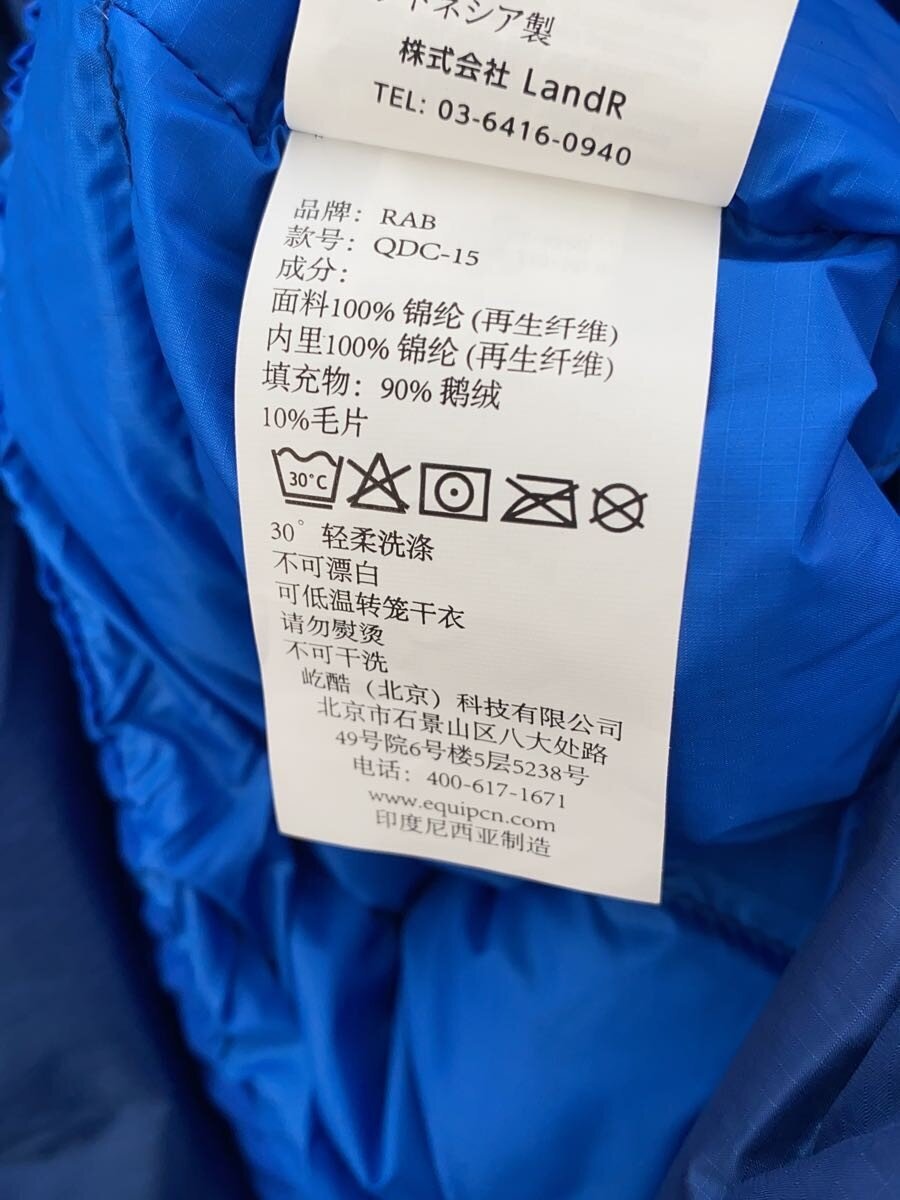 ドネシア製
株式会社 LandR
TEL: 03-6416-0940
品牌: RAB
款号: QDC-15
成分:
面料100% 锦纶 (再生纤维)
内里100% 锦纶 (再生纤维)
填充物: 90% 鹅绒
10%毛片
30°C
30° 轻柔洗涤
不可漂白
可低温转笼干衣
请勿熨烫
不可干洗
屹酷（北京）科技有限公司
北京市石景山区八大处路
49号院6号楼5层5238号
电话: 400-617-1671
www.equipcn.com
印度尼西亚制造